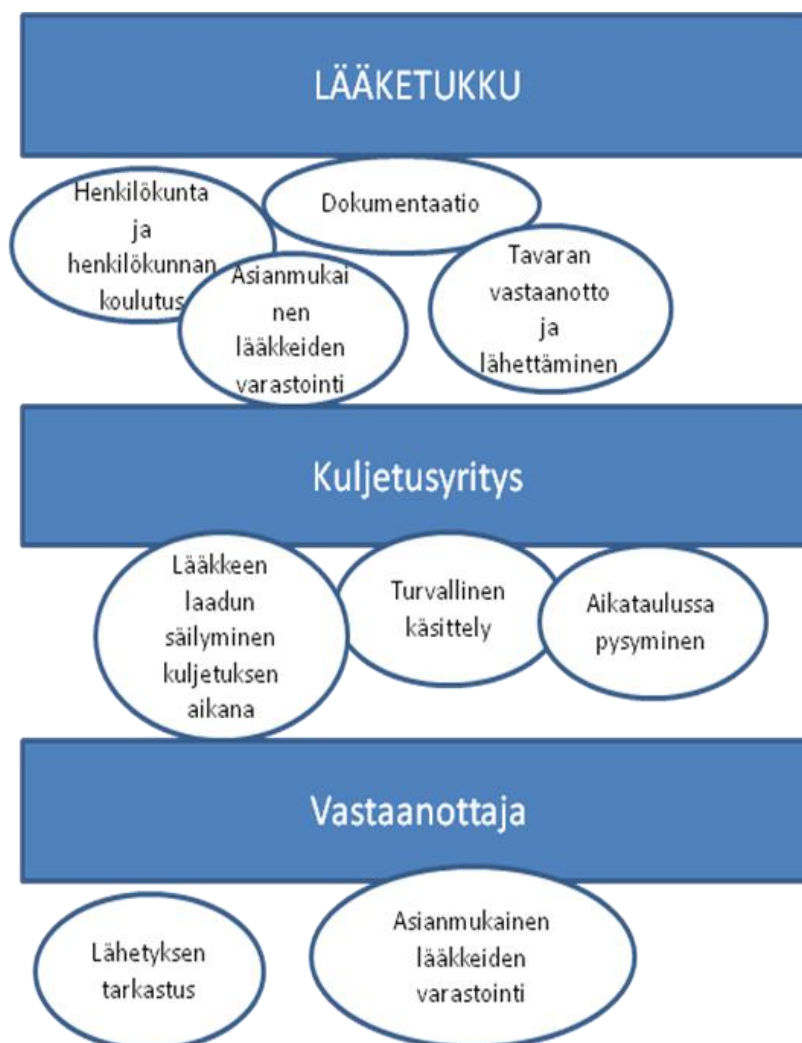 LÄÄKETUKKU
Henkilökunta
ja
henkilökunnan
koulutus
Dokumentaatio
Asianmukai
nen
lääkkeiden
varastointi
Tavaran
vastaanotto
ja
lähettäminen
Kuljetusyritys
Lääkkeen
laadun
säilyminen
kuljetuksen
aikana
Turvallinen
käsittely
Aikataulussa
pysyminen
Vastaanottaja
Lähetyksen
tarkastus
Asianmukainen
lääkkeiden
varastointi